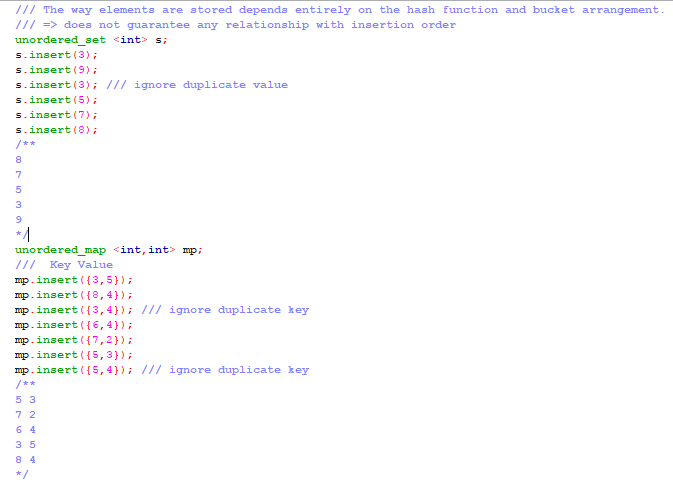 /// The way elements are stored depends entirely on the hash function and bucket arrangement.
/// => does not guarantee any relationship with insertion order
unordered_set <int> s;
s.insert(3);
s.insert(9);
s.insert(3); /// ignore duplicate value
s.insert(5);
s.insert(7);
s.insert(8);
/**
8
7
5
3
9
*/
unordered_map <int,int> mp;
///  Key Value
mp.insert({3,5});
mp.insert({8,4});
mp.insert({3,4}); /// ignore duplicate key
mp.insert({6,4});
mp.insert({7,2});
mp.insert({5,3});
mp.insert({5,4}); /// ignore duplicate key
/**
5 3
7 2
6 4
3 5
8 4
*/